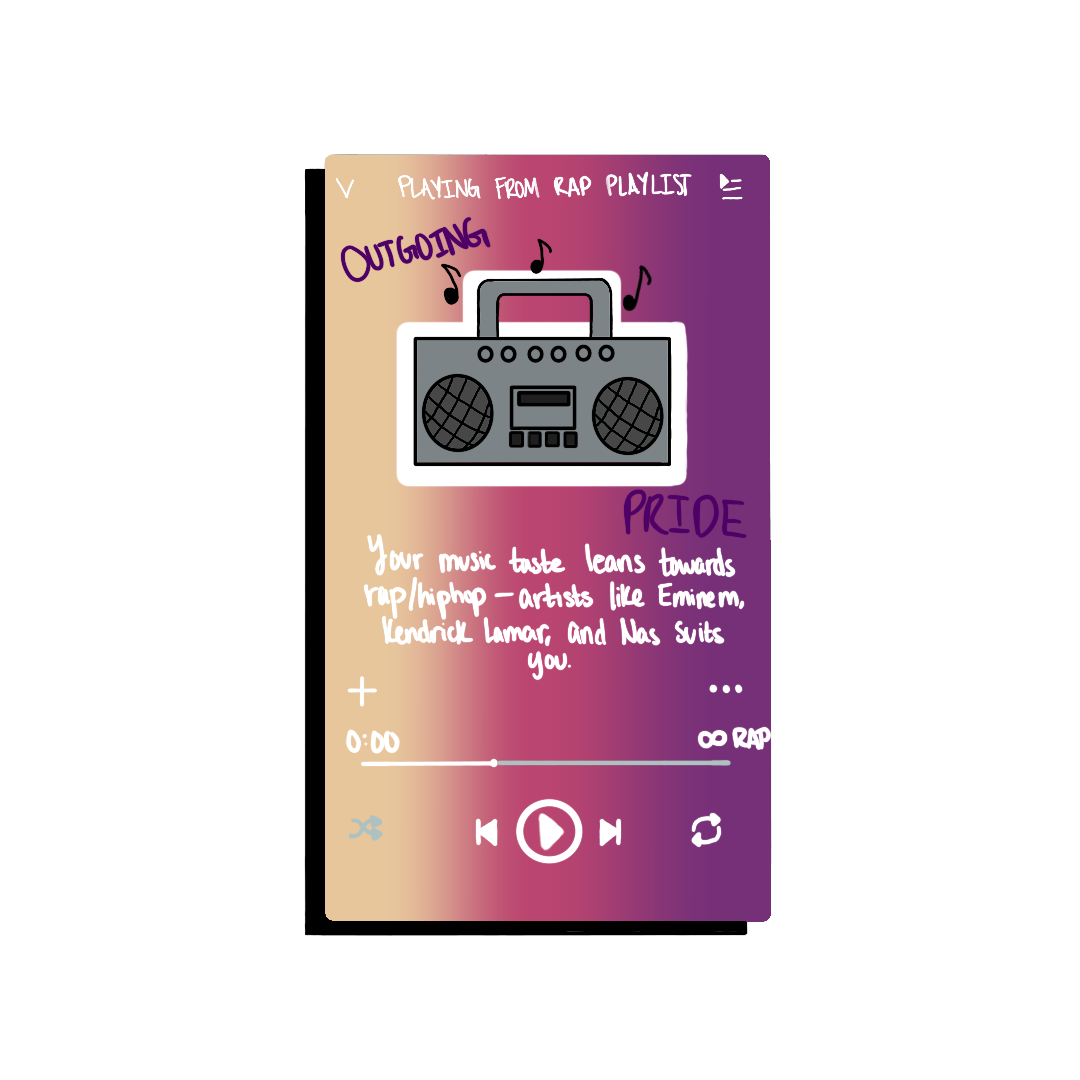 PLAYING FROM RAP PLAYLIST
OUTGOING
PRIDE
Your music taste leans towards
rap/hiphop – artists like Eminem,
Kendrick Lamar, and Nas suits
you.
0:00
∞ RAP